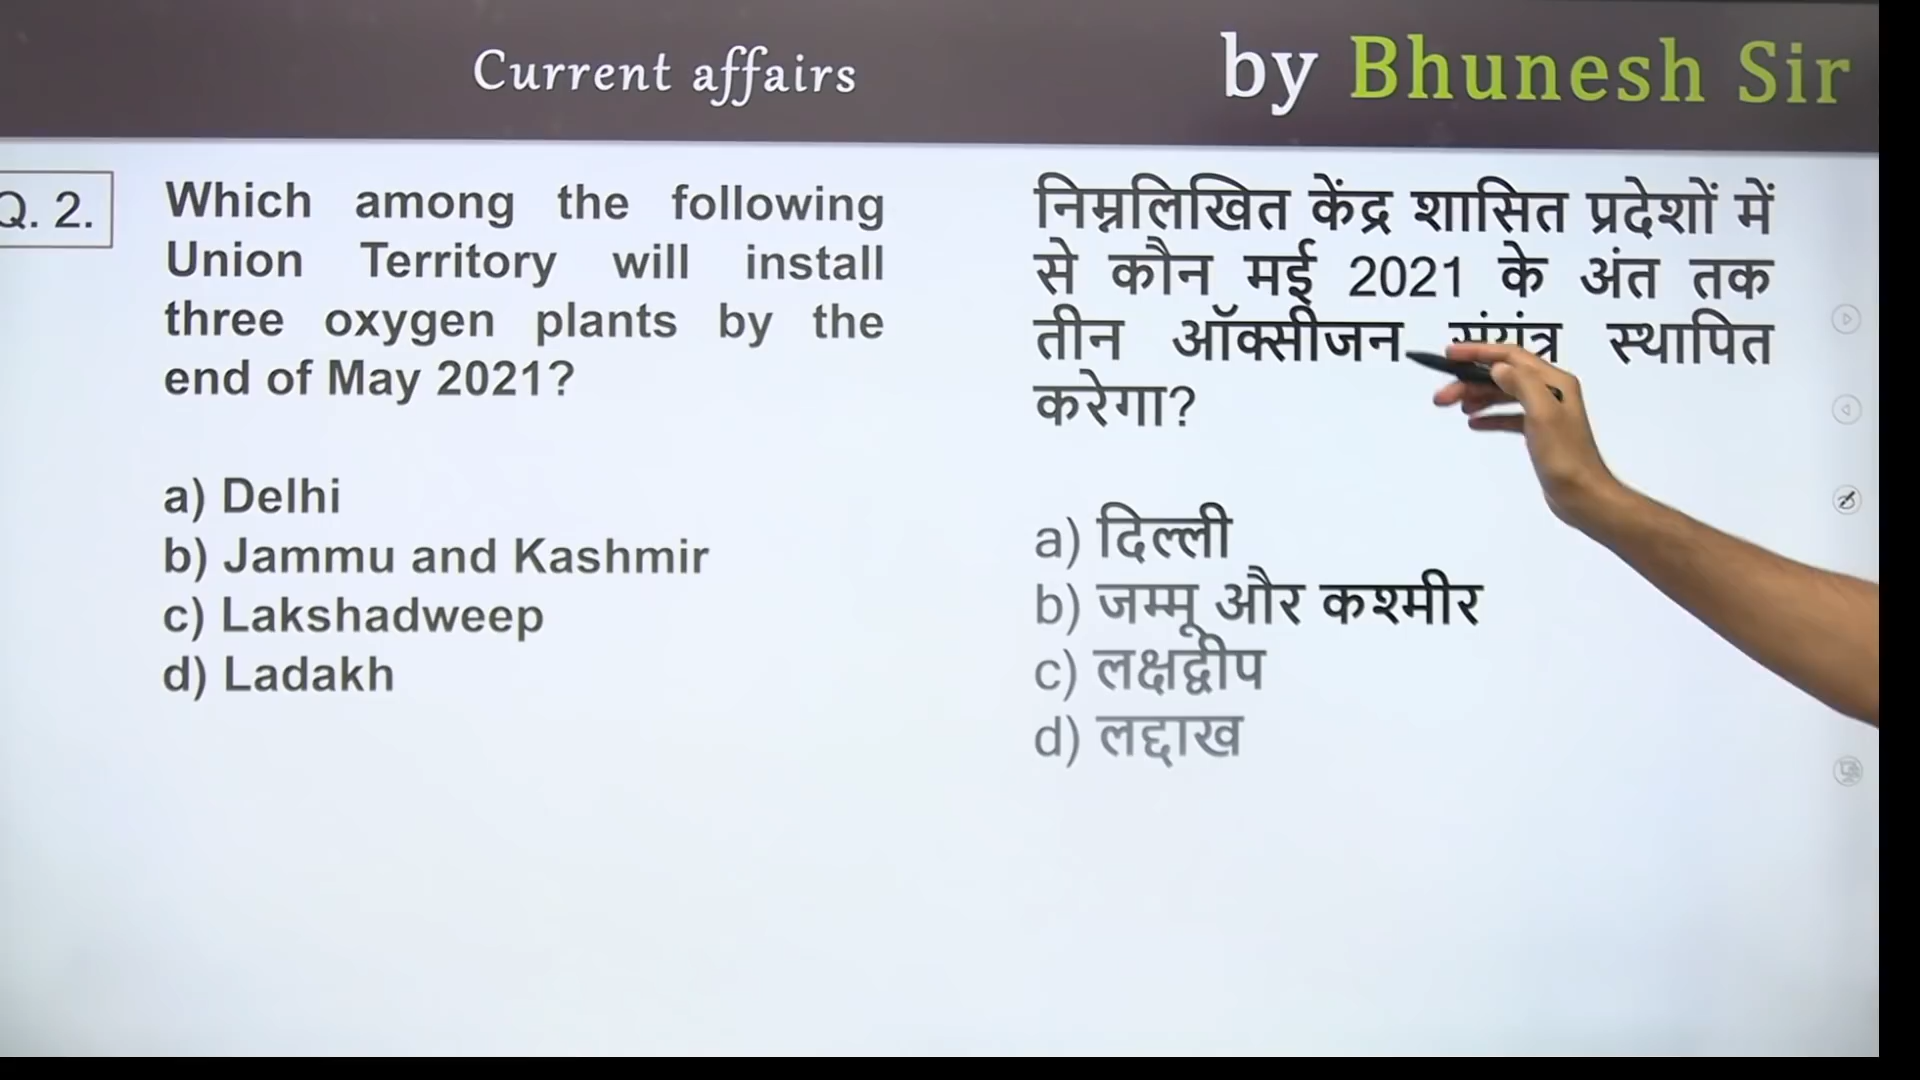 Current affairs
by Bhunesh Sir
Q. 2.
Which among the following
Union Territory will install
three oxygen plants by the
end of May 2021?
a) Delhi
b) Jammu and Kashmir
c) Lakshadweep
d) Ladakh
निम्नलिखित केंद्र शासित प्रदेशों में
से कौन मई 2021 के अंत तक
तीन ऑक्सीजन संयंत्र स्थापित
करेगा?
a) दिल्ली
b) जम्मू और कश्मीर
c) लक्षद्वीप
d) लद्दाख